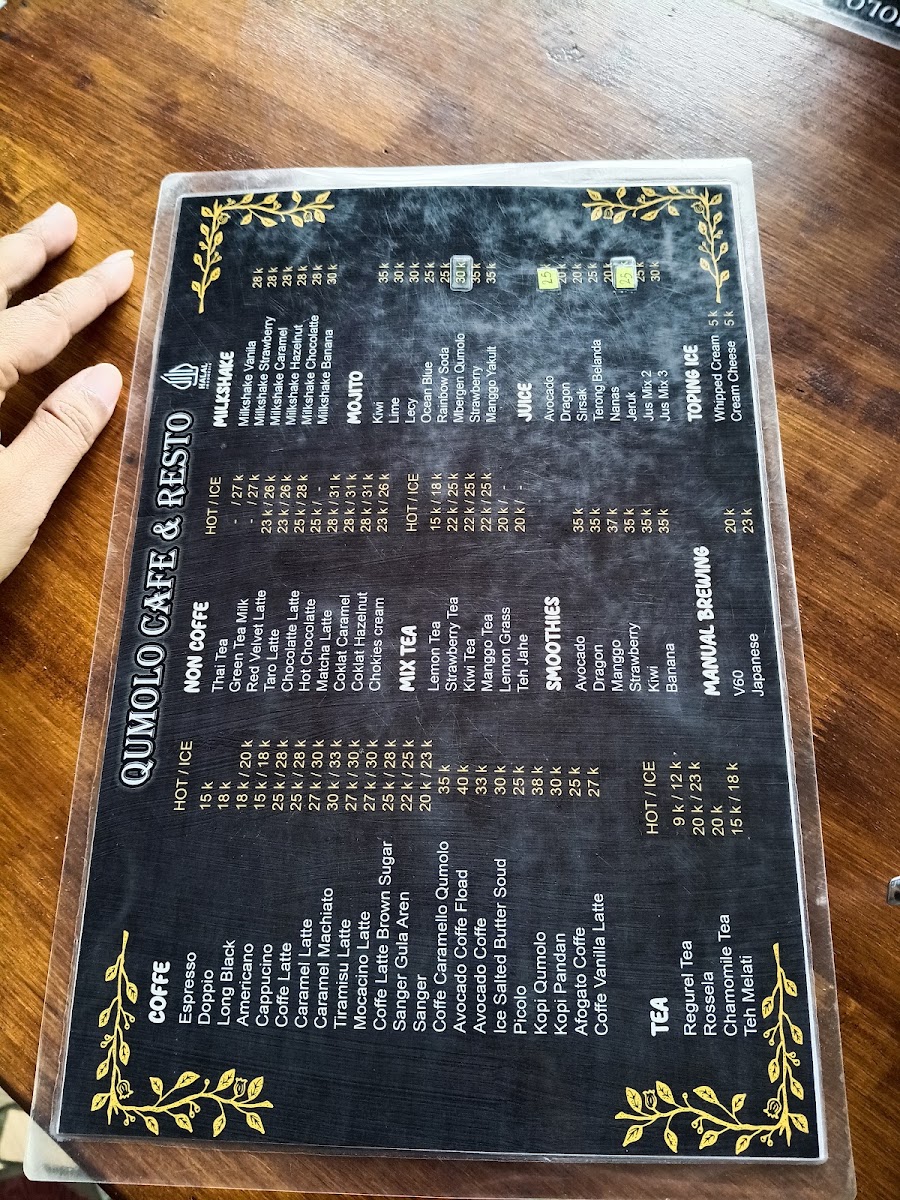 QUMOLO CAFE & RESTO
HALAL
COFFE HOT / ICE
Espresso 15 k
Doppio 18 k
Long Black 18 k / 20 k
Americano 15 k / 18 k
Cappucino 25 k / 28 k
Coffe Latte 25 k / 28 k
Caramel Latte 27 k / 30 k
Caramel Machiato 30 k / 33 k
Tiramisu Latte 27 k / 30 k
Mocacino Latte 27 k / 30 k
Coffe Latte Brown Sugar 25 k / 28 k
Sanger Gula Aren 22 k / 25 k
Sanger 20 k / 23 k
Coffe Caramello Qumolo 35 k
Avocado Coffe Fload 40 k
Avocado Coffe 33 k
Ice Salted Butter Soud 30 k
Picolo 25 k
Kopi Qumolo 38 k
Kopi Pandan 30 k
Afogato Coffe 25 k
Coffe Vanilla Latte 27 k
TEA HOT / ICE
Regurel Tea 9 k / 12 k
Rossela 20 k / 23 k
Chamomile Tea 20 k
Teh Melati 15 k / 18 k
NON COFFE HOT / ICE
Thai Tea - / 27 k
Green Tea Milk - / 27 k
Red Velvet Latte 23 k / 26 k
Taro Latte 23 k / 26 k
Chocolatte Latte 25 k / 28 k
Hot Chocolatte 25 k / -
Matcha Latte 28 k / 31 k
Coklat Caramel 28 k / 31 k
Coklat Hazelnut 28 k / 31 k
Chokies cream 23 k / 26 k
MIX TEA HOT / ICE
Lemon Tea 15 k / 18 k
Strawberry Tea 22 k / 25 k
Kiwi Tea 22 k / 25 k
Manggo Tea 22 k / 25 k
Lemon Grass 20 k / -
Teh Jahe 20 k / -
SMOOTHIES
Avocado 35 k
Dragon 35 k
Manggo 37 k
Strawberry 35 k
Kiwi 35 k
Banana 35 k
MANUAL BREWING
V60 20 k
Japanese 23 k
MILKSHAKE
Milkshake Vanila 28 k
Milkshake Strawberry 28 k
Milkshake Caramel 28 k
Milkshake Hazelnut 28 k
Milkshake Chocolatte 28 k
Milkshake Banana 30 k
MOJITO
Kiwi 35 k
Lime 30 k
Lecy 30 k
Ocean Blue 25 k
Rainbow Soda 25 k
Mbergen Qumolo 30 k
Strawberry 35 k
Manggo Yakult 35 k
JUICE
Avocado 25
Dragon 20 k
Sirsak 20 k
Terong Belanda 25 k
Nanas 20
Jeruk 25
Jus Mix 2 25 k
Jus Mix 3 30 k
TOPING ICE
Whipped Cream 5 k
Cream Cheese 5 k